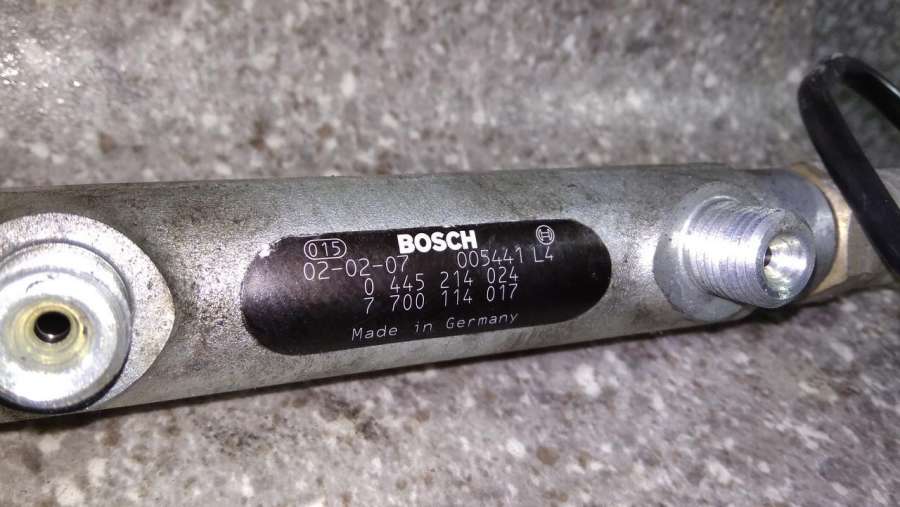 015 BOSCH
02-02-07 005441 L4
0 445 214 024
7 700 114 017
Made in Germany